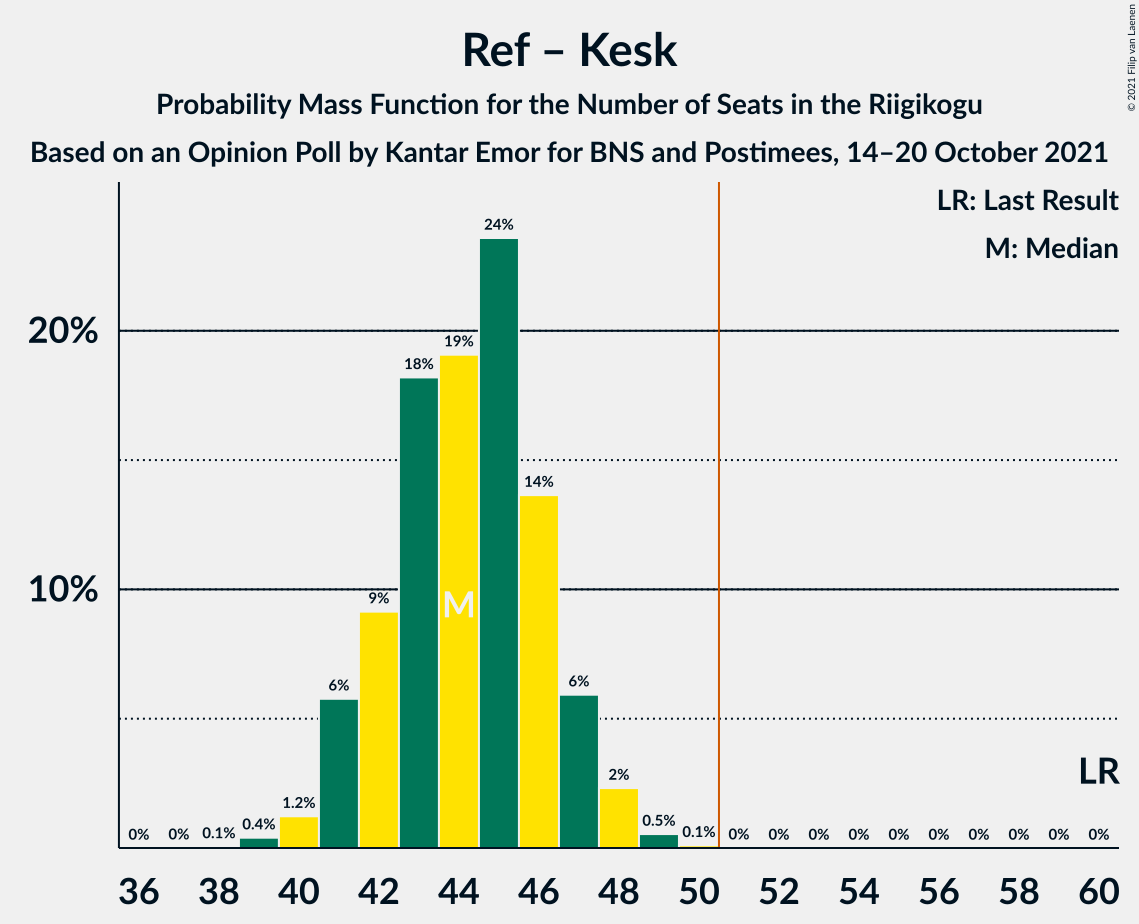 Ref – Kesk
Probability Mass Function for the Number of Seats in the Riigikogu
Based on an Opinion Poll by Kantar Emor for BNS and Postimees, 14–20 October 2021
© 2021 Filip van Laenen
LR: Last Result
M: Median
20%
10%
0% 0% 0.1% 0.4% 1.2% 6% 9% 18% 19% 24% 14% 6% 2% 0.5% 0.1% 0% 0% 0% 0% 0% 0% 0% 0% 0% 0%
M
LR
36 38 40 42 44 46 48 50 52 54 56 58 60